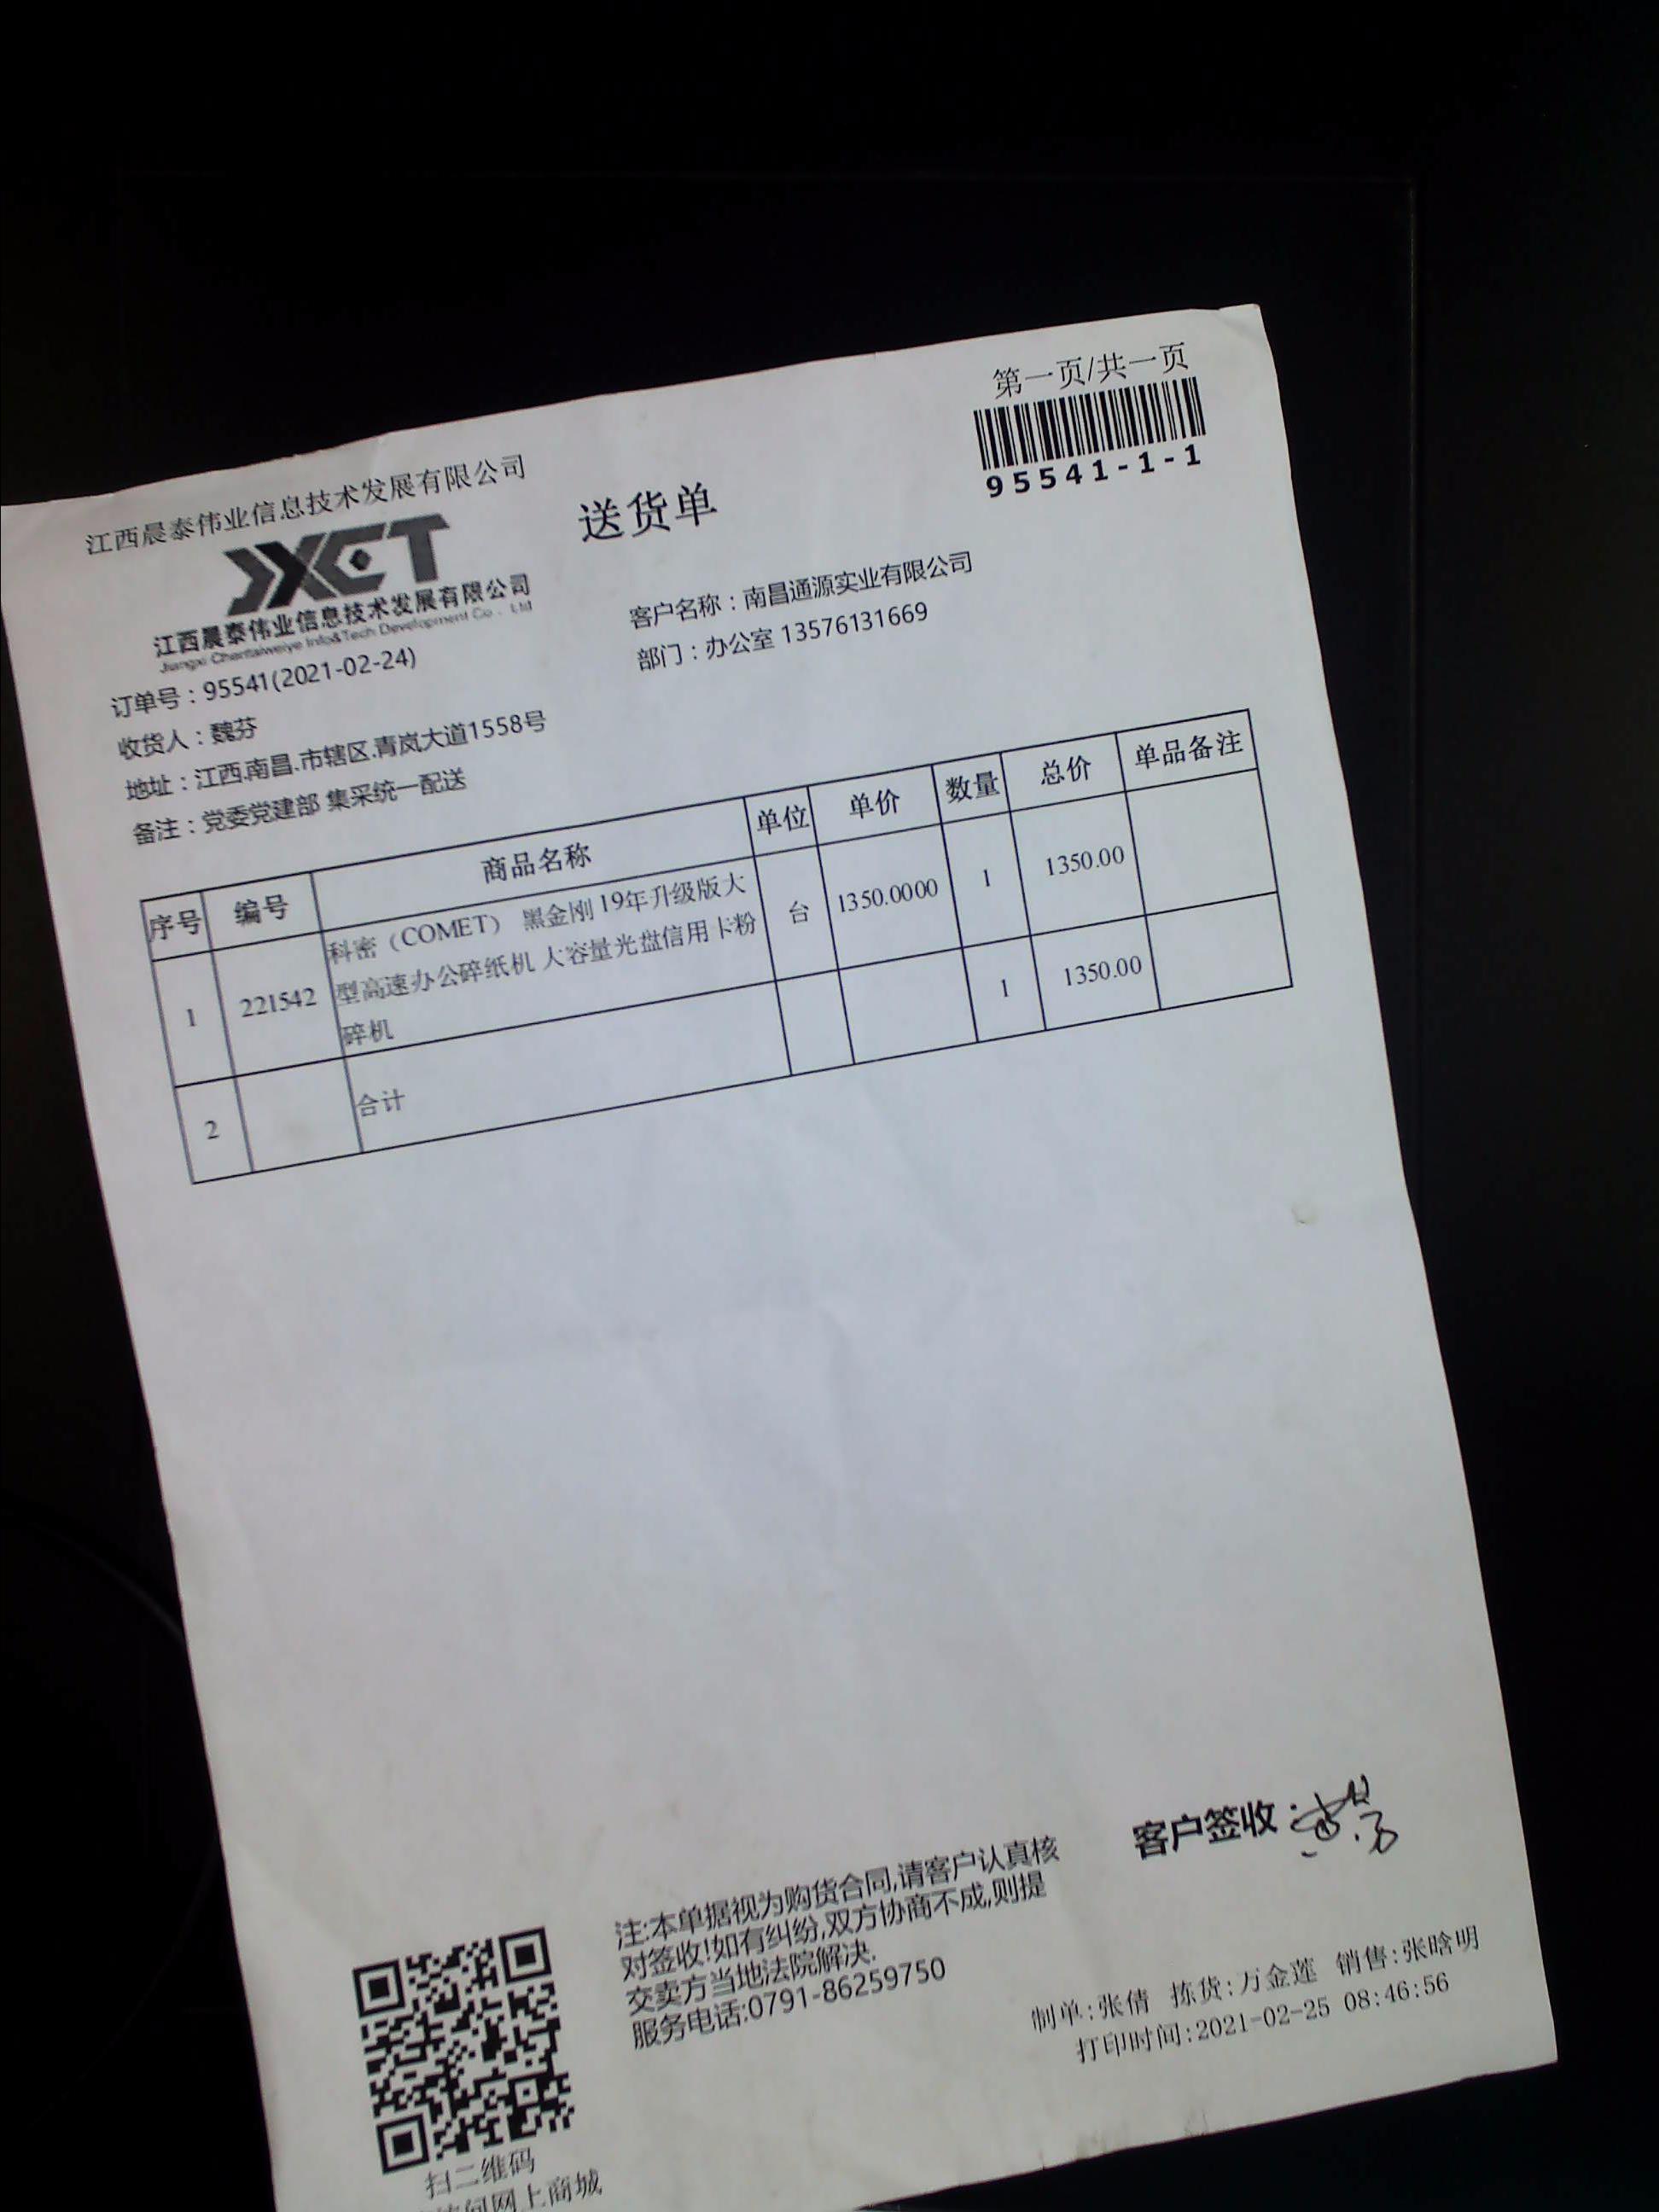 第一页/共一页
95541-1-1
江西晨泰伟业信息技术发展有限公司
送货单
JXCT
江西晨泰伟业信息技术发展有限公司
Jiangxi Chentaiweiye Info&Tech Development Co., Ltd
客户名称：南昌通源实业有限公司
部门：办公室 13576131669
订单号：95541(2021-02-24)
收货人：魏芬
地址：江西.南昌.市辖区.青岚大道1558号
备注：党委党建部 集采统一配送
序号 编号 商品名称 单位 单价 数量 总价 单品备注
1 221542 科密（COMET） 黑金刚 19年升级版大
型高速办公碎纸机 大容量光盘信用卡粉
碎机 台 1350.0000 1 1350.00
2 合计 1 1350.00
客户签收：
注:本单据视为购货合同,请客户认真核
对签收!如有纠纷,双方协商不成,则提
交卖方当地法院解决.
服务电话:0791-86259750
制单:张倩 拣货:万金莲 销售:张晗明
打印时间:2021-02-25 08:46:56
扫二维码
网上商城